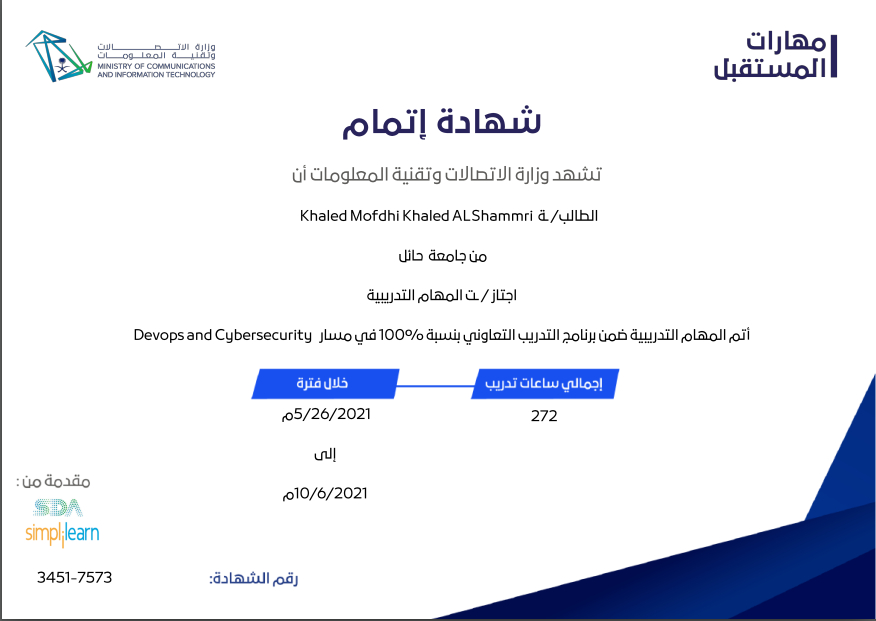 وزارة الاتصالات
وتقنية المعلومات
MINISTRY OF COMMUNICATIONS
AND INFORMATION TECHNOLOGY
مهارات
المستقبل
شهادة إتمام
تشهد وزارة الاتصالات وتقنية المعلومات أن
الطالب/ـة Khaled Mofdhi Khaled ALShammri
من جامعة حائل
اجتاز/ـت المهام التدريبية
أتم المهام التدريبية ضمن برنامج التدريب التعاوني بنسبة 100% في مسار Devops and Cybersecurity
إجمالي ساعات تدريب
272
خلال فترة
5/26/2021م
إلى
10/6/2021م
مقدمة من :
SDA
simplilearn
رقم الشهادة:
3451-7573